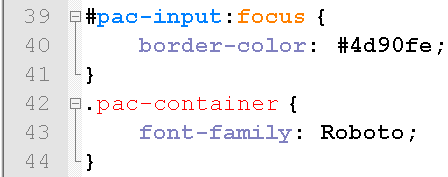 39 #pac-input:focus {
40     border-color: #4d90fe;
41 }
42 .pac-container {
43     font-family: Roboto;
44 }